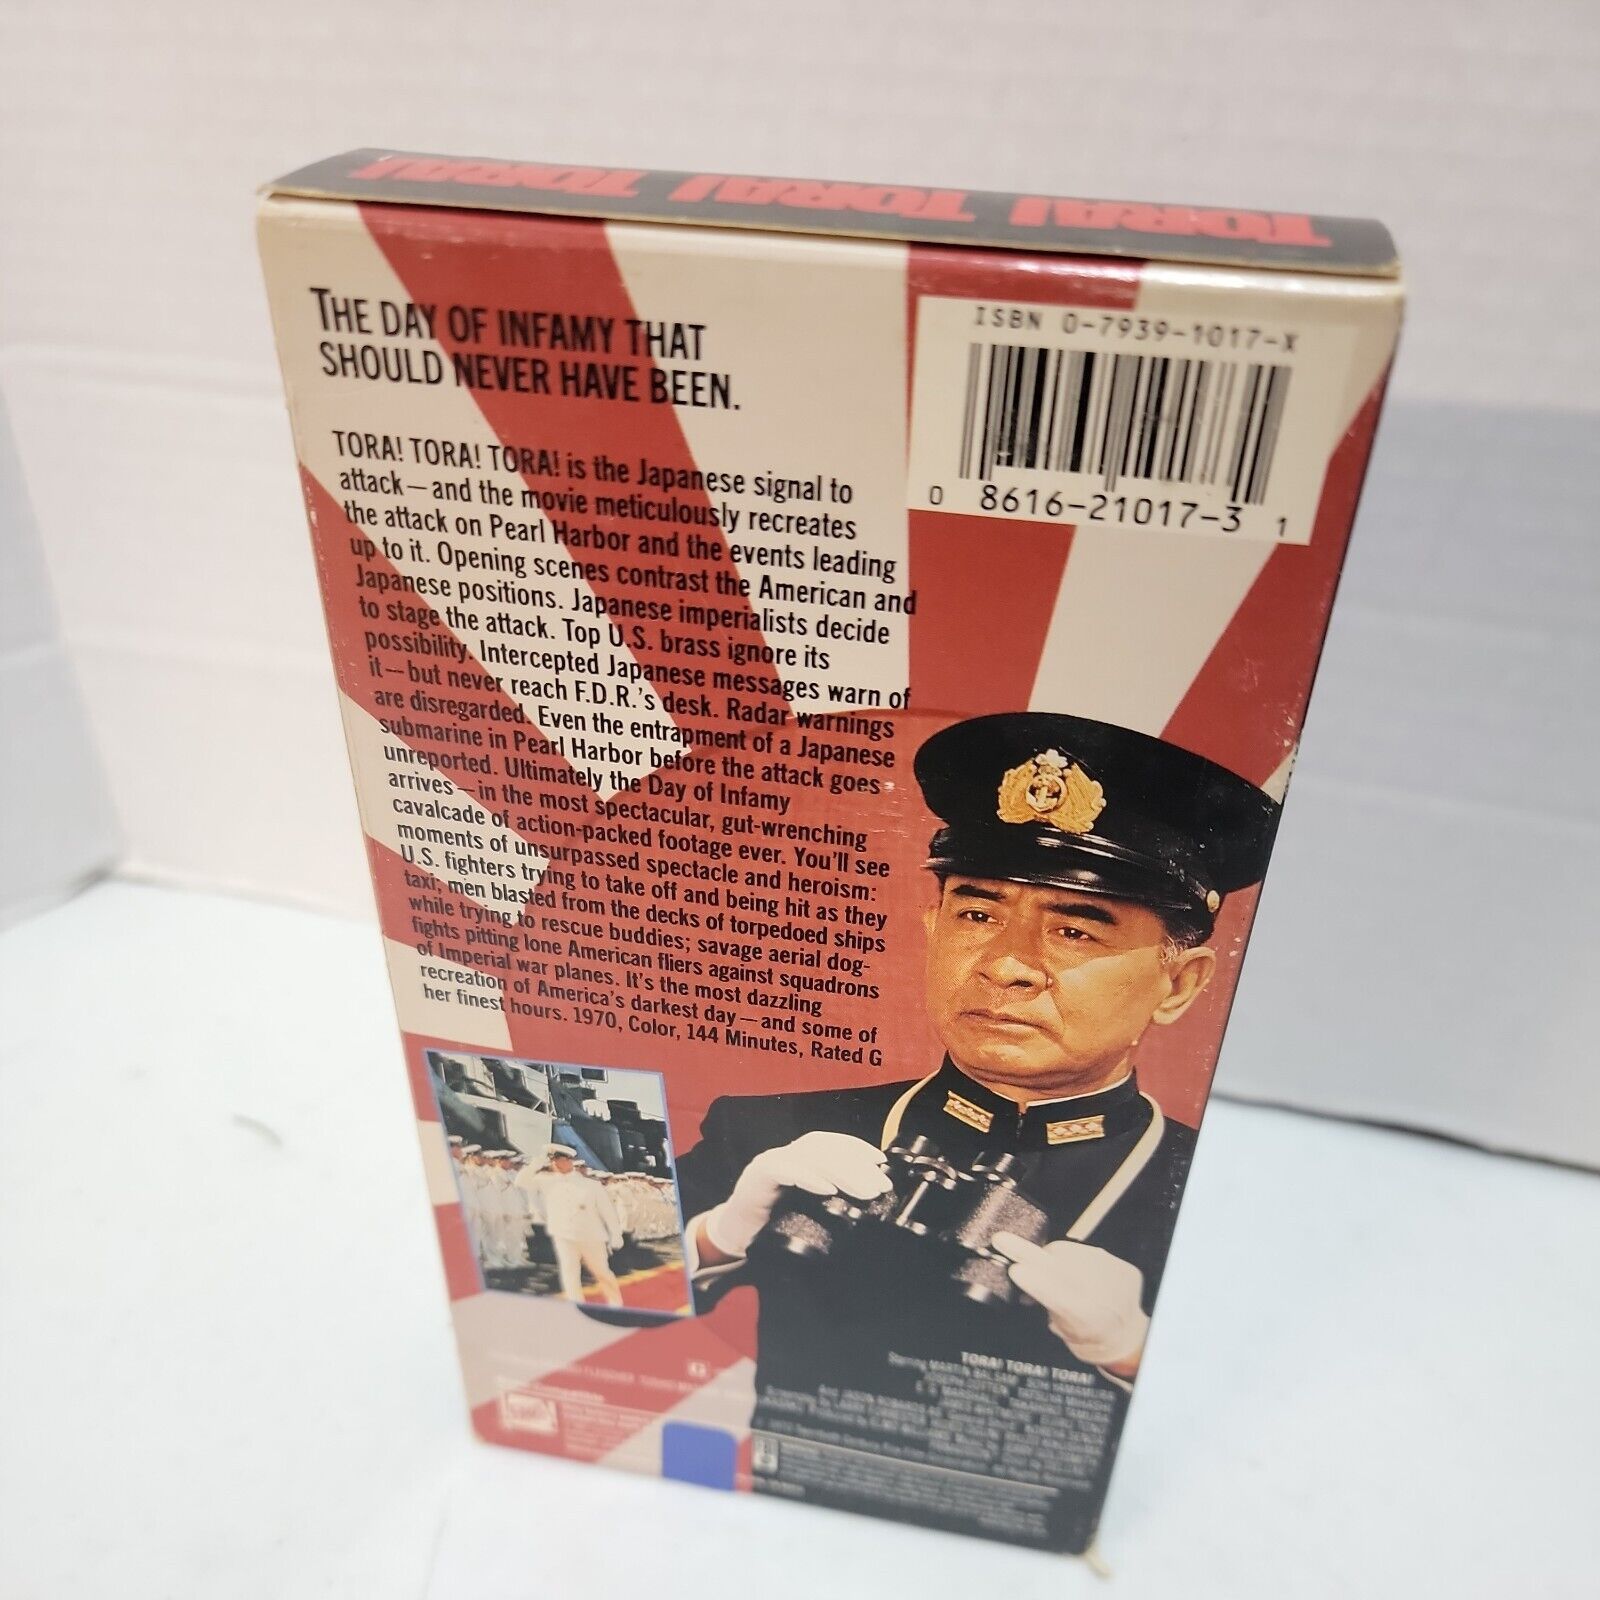 TORA! TORA! TORA!
THE DAY OF INFAMY THAT
SHOULD NEVER HAVE BEEN.
ISBN 0-7939-1017-X
0 8616-21017-3 1
TORA! TORA! TORA! is the Japanese signal to
attack—and the movie meticulously recreates
the attack on Pearl Harbor and the events leading
up to it. Opening scenes contrast the American and
Japanese positions. Japanese imperialists decide
to stage the attack. Top U.S. brass ignore its
possibility. Intercepted Japanese messages warn of
it—but never reach F.D.R.'s desk. Radar warnings
are disregarded. Even the entrapment of a Japanese
submarine in Pearl Harbor before the attack goes
unreported. Ultimately the Day of Infamy
arrives—in the most spectacular, gut-wrenching
cavalcade of action-packed footage ever. You'll see
moments of unsurpassed spectacle and heroism:
U.S. fighters trying to take off and being hit as they
taxi; men blasted from the decks of torpedoed ships
while trying to rescue buddies; savage aerial dog-
fights pitting lone American fliers against squadrons
of Imperial war planes. It's the most dazzling
recreation of America's darkest day—and some of
her finest hours. 1970, Color, 144 Minutes, Rated G
TORA! TORA! TORA!
Starring MARTIN BALSAM
JOSEPH COTTEN
G